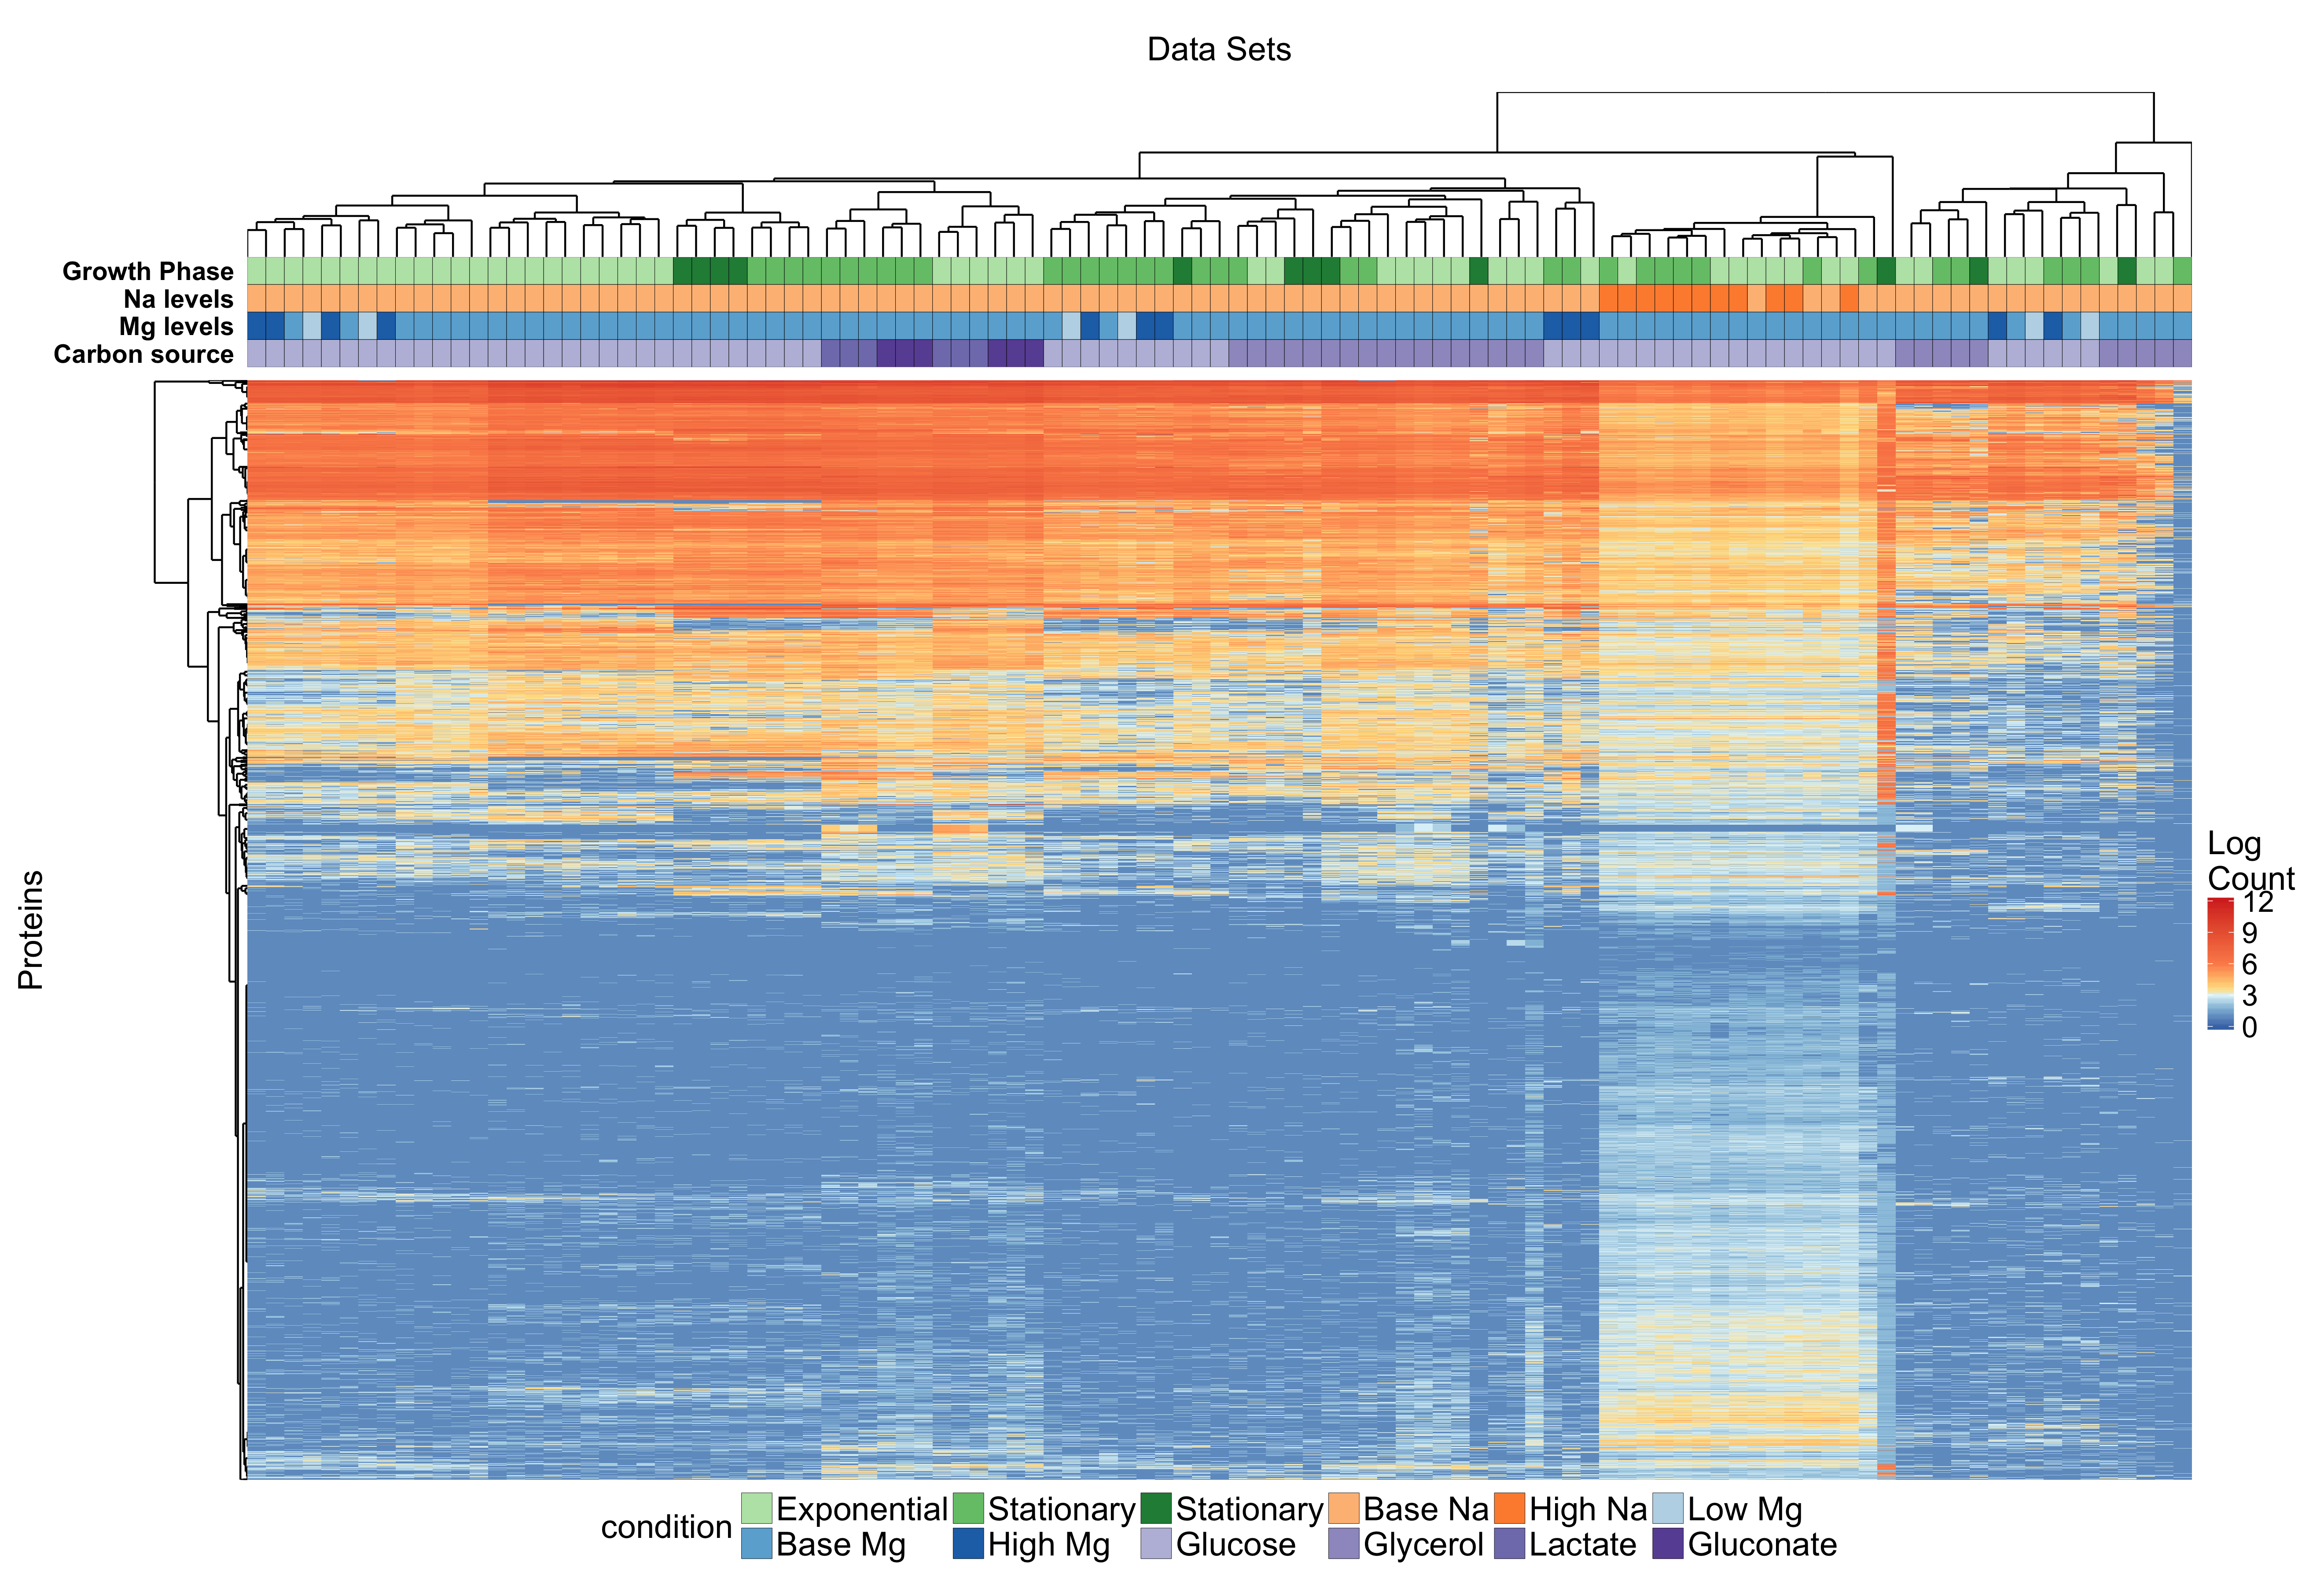 Data Sets
Growth Phase
Na levels
Mg levels
Carbon source
Proteins
Log
Count
12
9
6
3
0
condition
Exponential Stationary Stationary Base Na High Na Low Mg
Base Mg High Mg Glucose Glycerol Lactate Gluconate